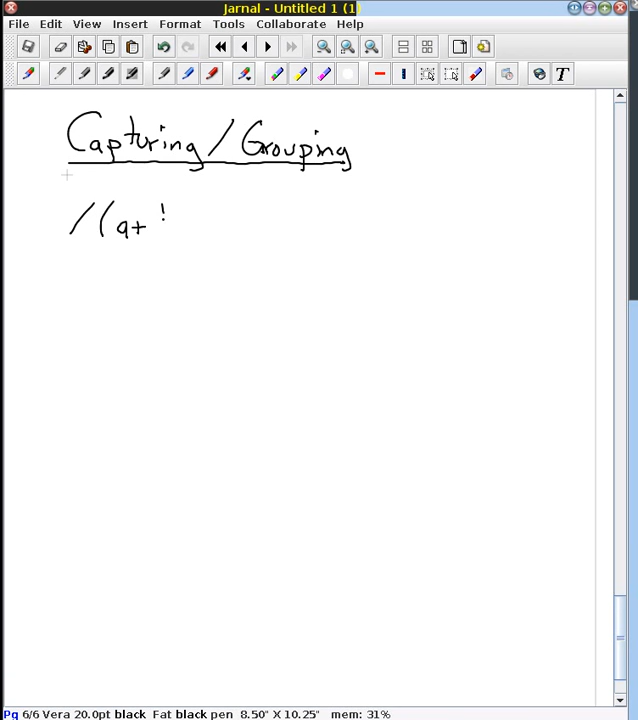 Jarnal - Untitled 1 (1)
File Edit View Insert Format Tools Collaborate Help
T
Capturing / Grouping
/(a+ !
Pg 6/6 Vera 20.0pt black Fat black pen 8.50" X 10.25" mem: 31%